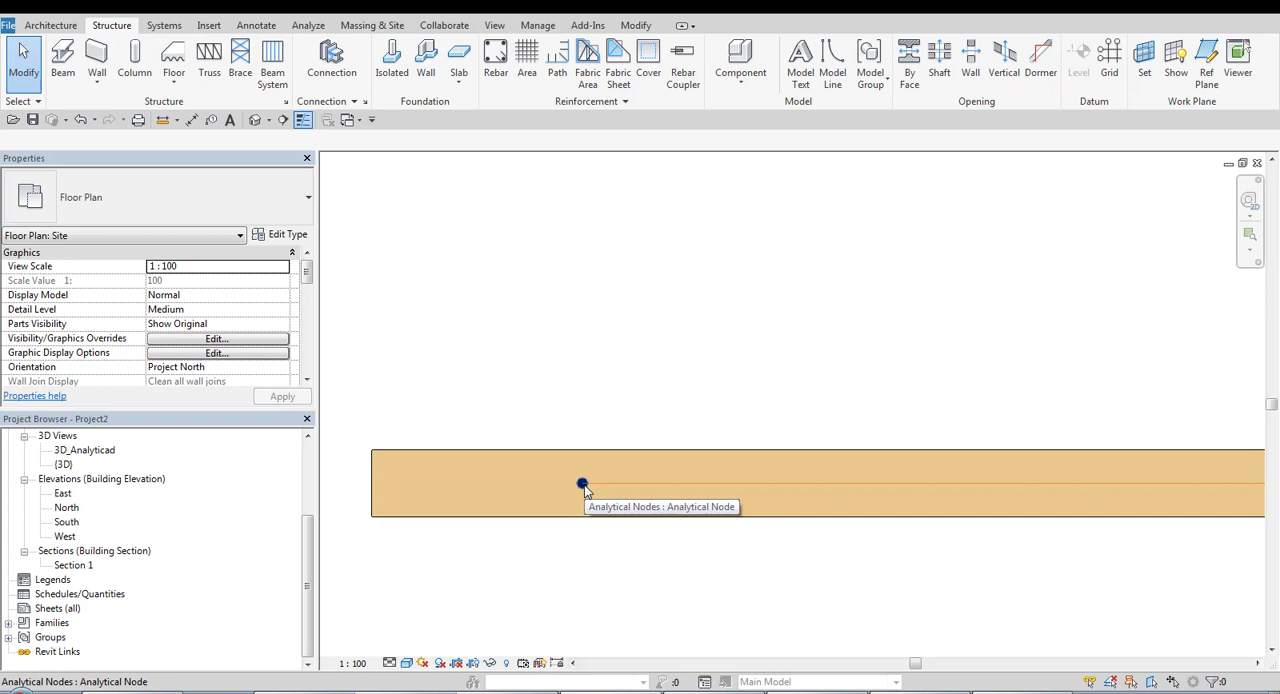 File Architecture Structure Systems Insert Annotate Analyze Massing & Site Collaborate View Manage Add-Ins Modify
Modify Beam Wall Column Floor Truss Brace Beam System Connection Isolated Wall Slab Rebar Area Path Fabric Area Fabric Sheet Cover Rebar Coupler Component Model Text Model Line Model Group By Face Shaft Wall Vertical Dormer Level Grid Set Show Ref Plane Viewer
Select Structure Connection Foundation Reinforcement Model Opening Datum Work Plane
A
Properties
Floor Plan
Floor Plan: Site Edit Type
Graphics
View Scale 1 : 100
Scale Value 1: 100
Display Model Normal
Detail Level Medium
Parts Visibility Show Original
Visibility/Graphics Overrides Edit...
Graphic Display Options Edit...
Orientation Project North
Wall Join Display Clean all wall joins
Properties help Apply
Project Browser - Project2
3D Views
3D_Analyticad
{3D}
Elevations (Building Elevation)
East
North
South
West
Sections (Building Section)
Section 1
Legends
Schedules/Quantities
Sheets (all)
Families
Groups
Revit Links
2D
Analytical Nodes : Analytical Node
1 : 100
Analytical Nodes : Analytical Node :0 Main Model :0